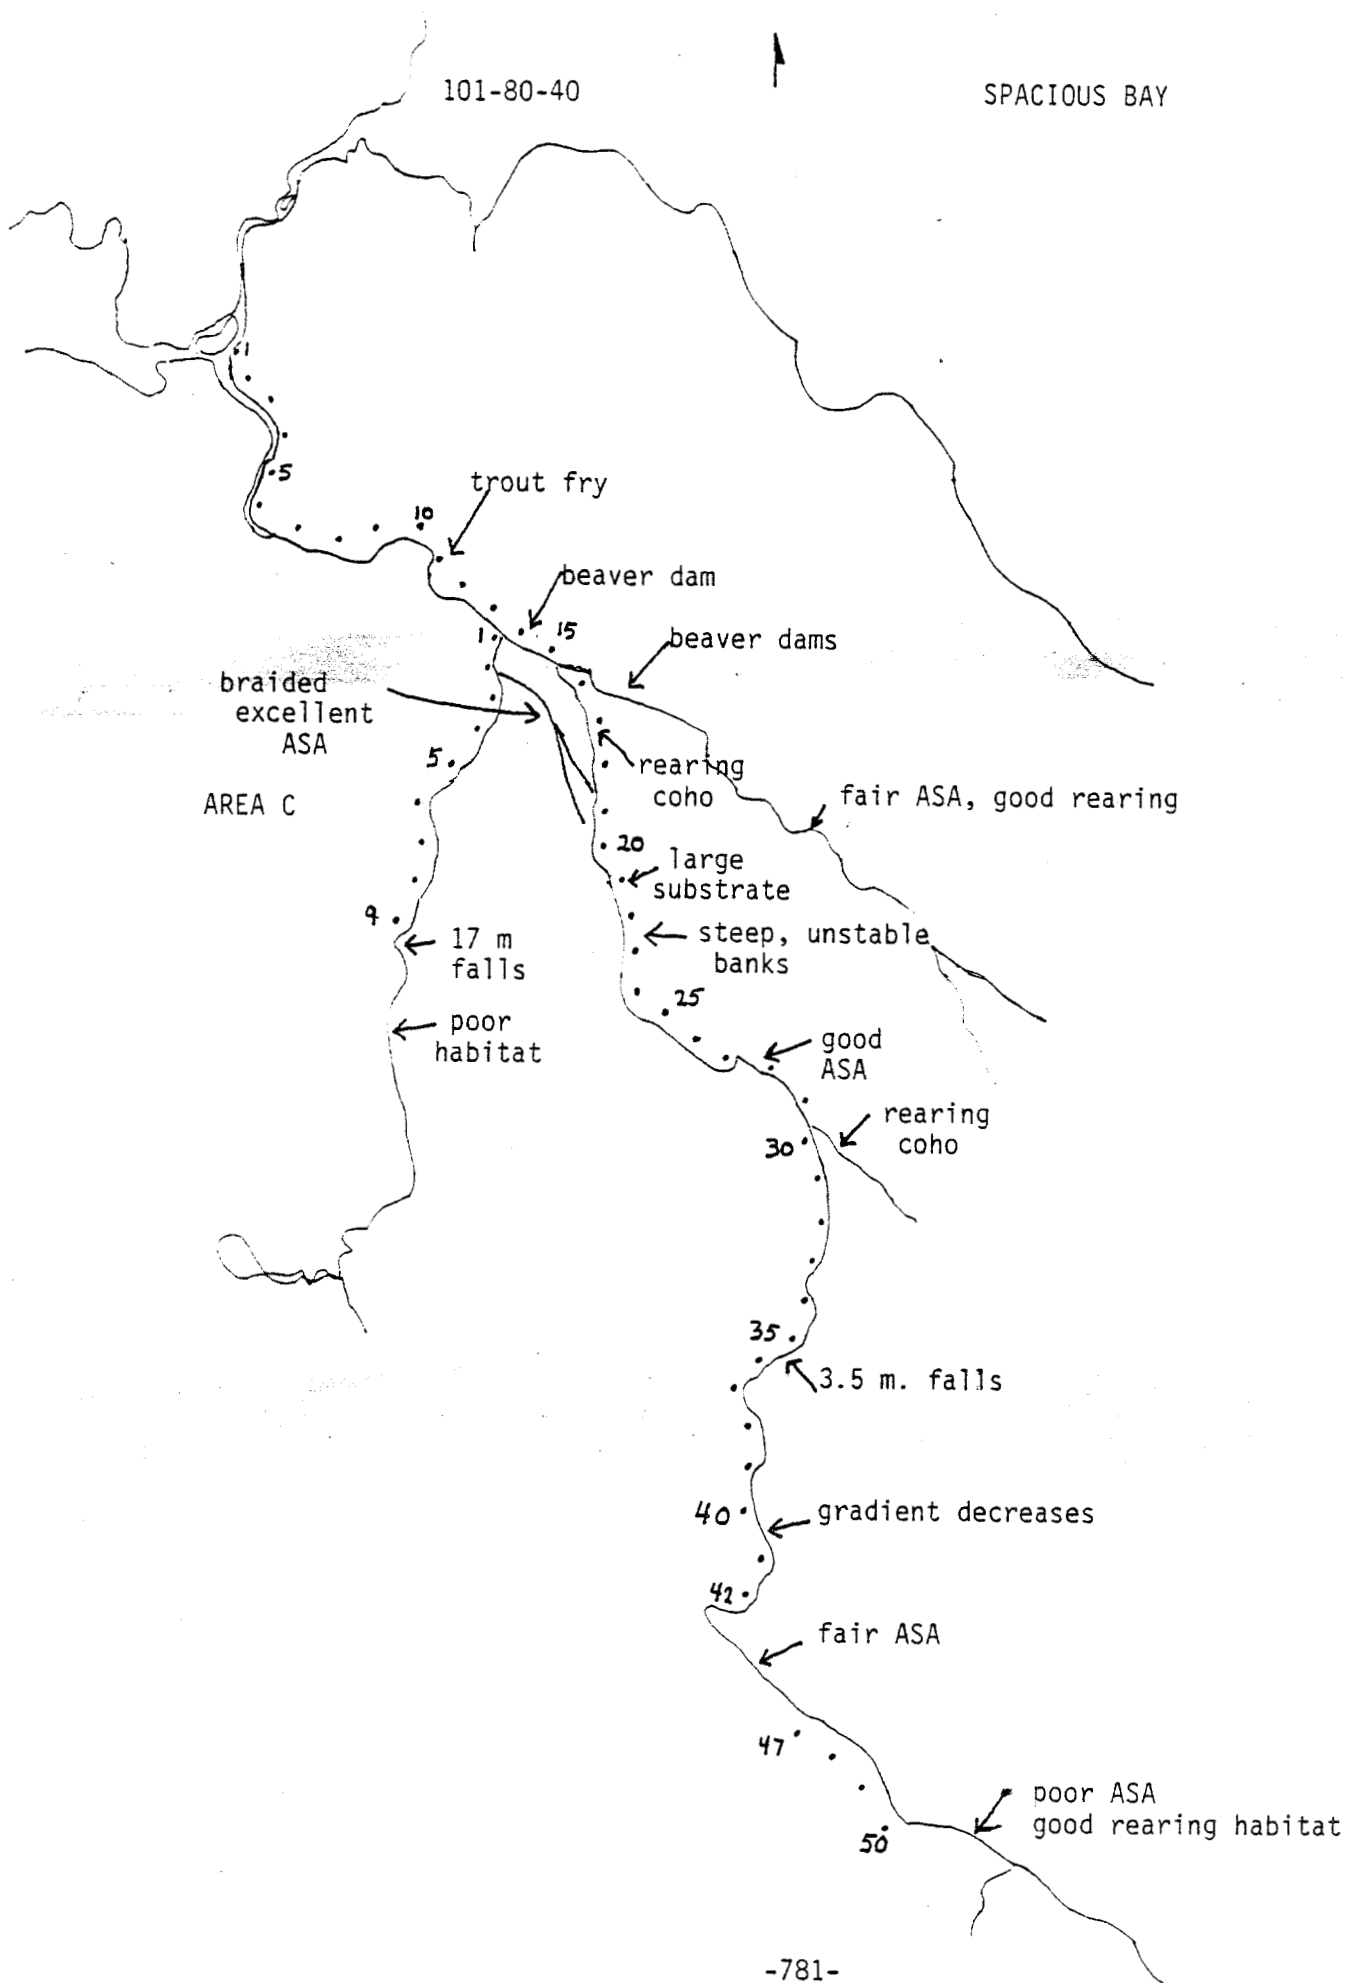 101-80-40
SPACIOUS BAY
1
5
trout fry
10
beaver dam
15
1
beaver dams
braided
excellent
ASA
5
rearing
coho
AREA C
fair ASA, good rearing
20
large
substrate
9
17 m
falls
steep, unstable
banks
25
poor
habitat
good
ASA
rearing
coho
30
35
3.5 m. falls
40
gradient decreases
42
fair ASA
47
poor ASA
good rearing habitat
50
-781-